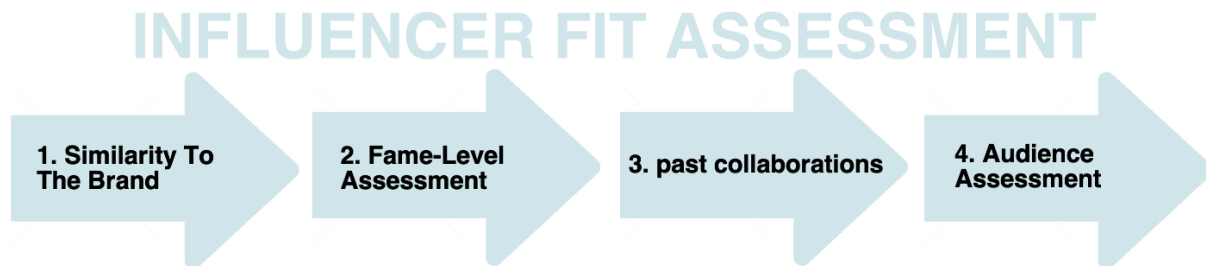 INFLUENCER FIT ASSESSMENT
1. Similarity To
The Brand
2. Fame-Level
Assessment
3. past collaborations
4. Audience
Assessment